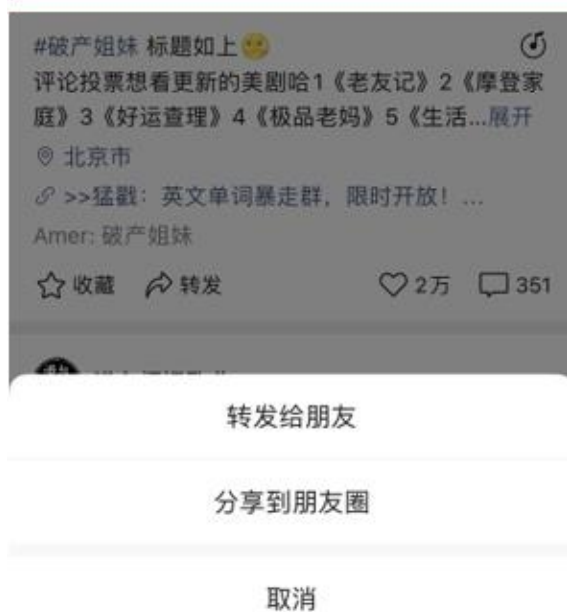 #破产姐妹 标题如上
评论投票想看更新的美剧哈1《老友记》2《摩登家
庭》3《好运查理》4《极品老妈》5《生活...展开
北京市
>>猛戳：英文单词暴走群，限时开放！...
Amer: 破产姐妹
收藏 转发 2万 351
转发给朋友
分享到朋友圈
取消